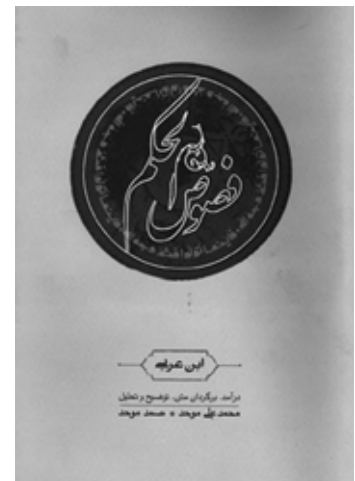 فصوص الحکم
ابن عربی
درآمد، برگردان متن، توضیح و تحلیل
محمدعلی موحد * صمد موحد